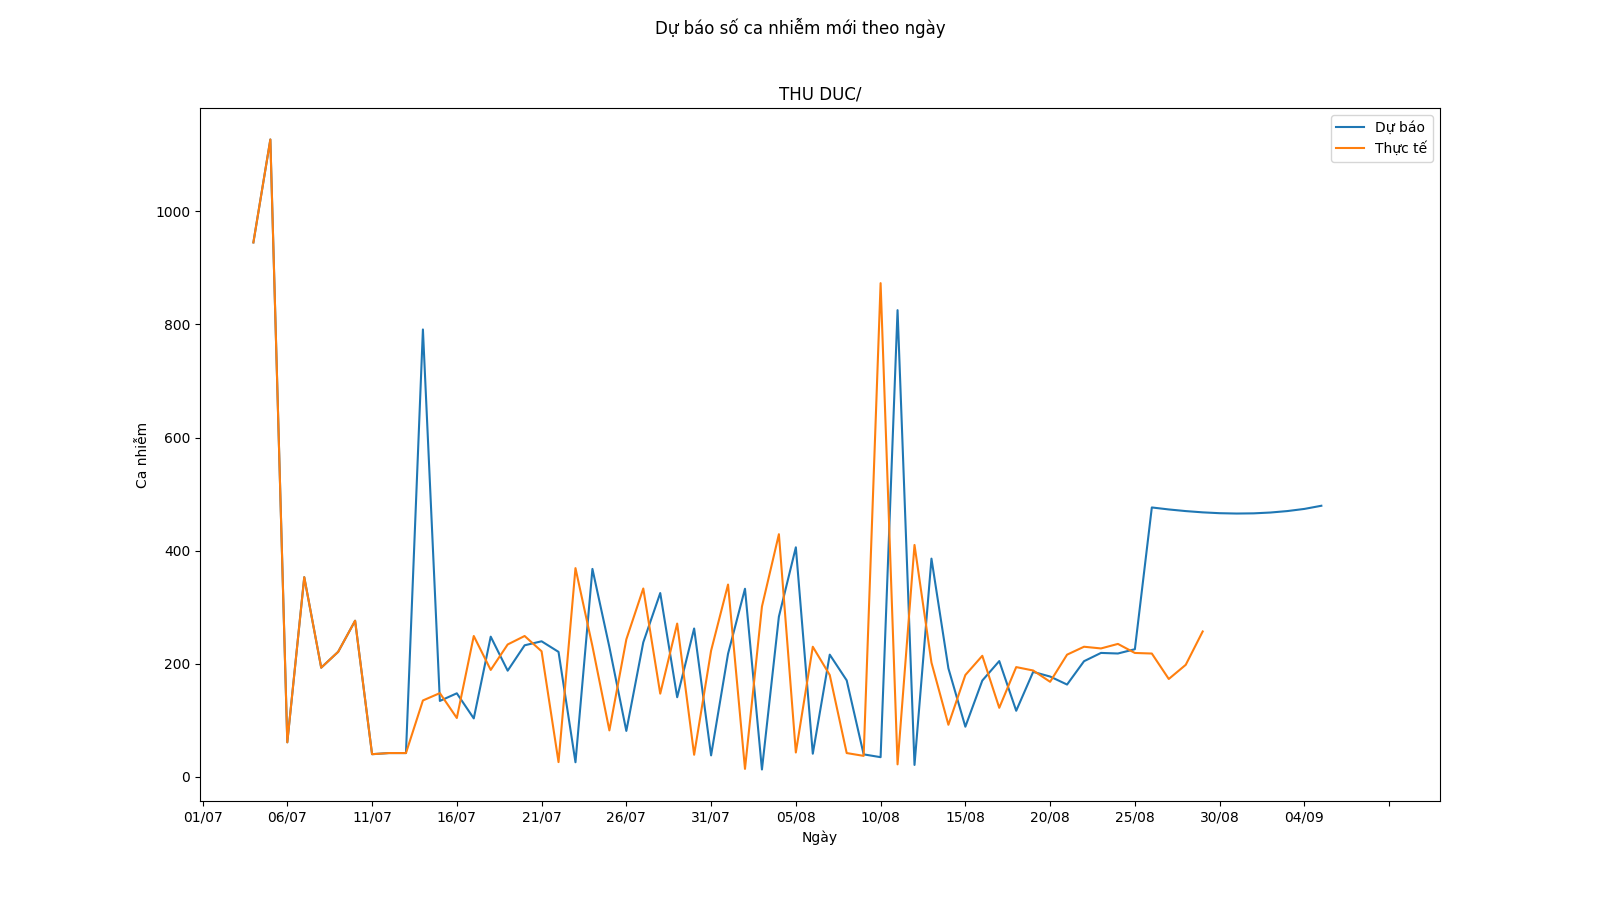 Dự báo số ca nhiễm mới theo ngày
THU DUC/
Dự báo
Thực tế
Ca nhiễm
1000
800
600
400
200
0
01/07 06/07 11/07 16/07 21/07 26/07 31/07 05/08 10/08 15/08 20/08 25/08 30/08 04/09
Ngày